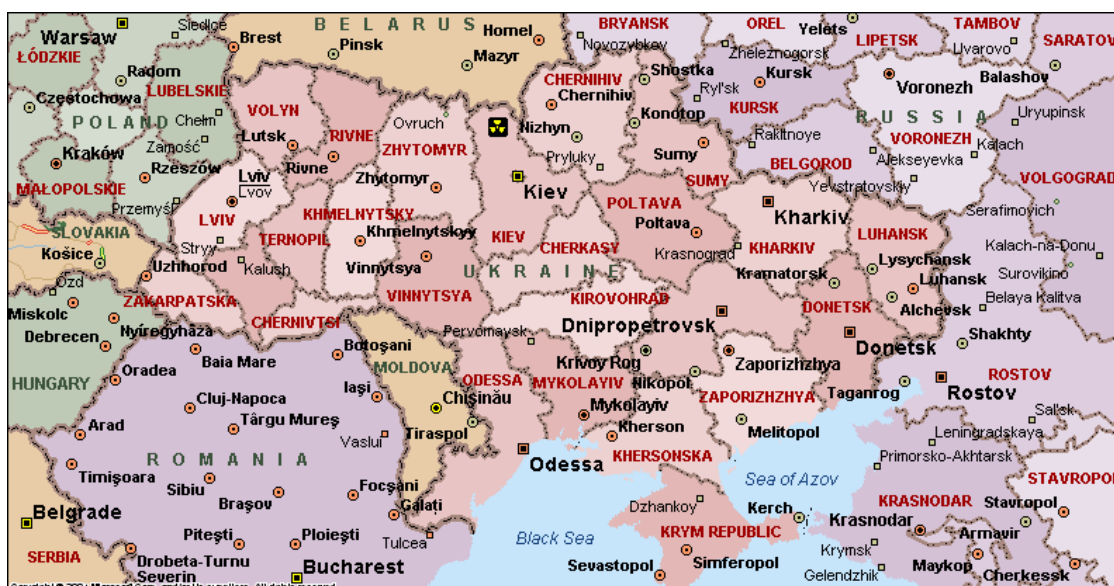 Warsaw
Siedlce
BELARUS
Brest
Pinsk
Homel
Mazyr
BRYANSK
Novozybkov
OREL
Yelets
Zheleznogorsk
LIPETSK
TAMBOV
Uvarovo
SARATOV
ŁÓDZKIE
Radom
LUBELSKIE
Częstochowa
POLAND
Chełm
Zamość
Kraków
Rzeszów
MAŁOPOLSKIE
Przemyśl
VOLYN
Lutsk
RIVNE
Rivne
Ovruch
ZHYTOMYR
Zhytomyr
CHERNIHIV
Chernihiv
Nizhyn
Pryluky
Shostka
Konotop
Sumy
SUMY
Ryl'sk
Kursk
KURSK
Rakitnoye
BELGOROD
Voronezh
RUSSIA
VORONEZH
Alekseyevka
Yevstratovskiy
Kalach
Balashov
Uryupinsk
VOLGOGRAD
Serafimovich
Kalach-na-Donu
Surovikino
Belaya Kalitva
Shakhty
SLOVAKIA
Košice
Lviv
Lvov
LVIV
Stryy
Kalush
TERNOPIL
KHMELNYTSKY
Khmelnytskyy
Vinnytsya
VINNYTSYA
Kiev
KIEV
CHERKASY
UKRAINE
POLTAVA
Poltava
Krasnograd
Kharkiv
KHARKIV
Kramatorsk
LUHANSK
Lysychansk
Luhansk
Alchevsk
DONETSK
Donetsk
Uzhhorod
ZAKARPATSKA
CHERNIVTSI
Ozd
Miskolc
Nyíregyháza
Debrecen
HUNGARY
Oradea
Baia Mare
Botoşani
MOLDOVA
Iaşi
Chişinău
Tiraspol
Vaslui
Cluj-Napoca
Târgu Mureş
Arad
ROMANIA
Timişoara
Sibiu
Braşov
Focşani
Galaţi
Tulcea
Belgrade
SERBIA
Drobeta-Turnu
Severin
Piteşti
Ploieşti
Bucharest
Pervomaysk
KIROVOHRAD
Dnipropetrovsk
Krivoy Rog
Nikopol
Zaporizhzhya
ZAPORIZHZHYA
Melitopol
ODESSA
MYKOLAYIV
Mykolayiv
Kherson
KHERSONSKA
Odessa
Taganrog
Rostov
ROSTOV
Sal'sk
Leningradskaya
Primorsko-Akhtarsk
STAVROPOL
Stavropol
KRASNODAR
Krasnodar
Armavir
Krymsk
Gelendzhik
Maykop
Cherkessk
Sea of Azov
Black Sea
Dzhankoy
Kerch
KRYM REPUBLIC
Simferopol
Sevastopol